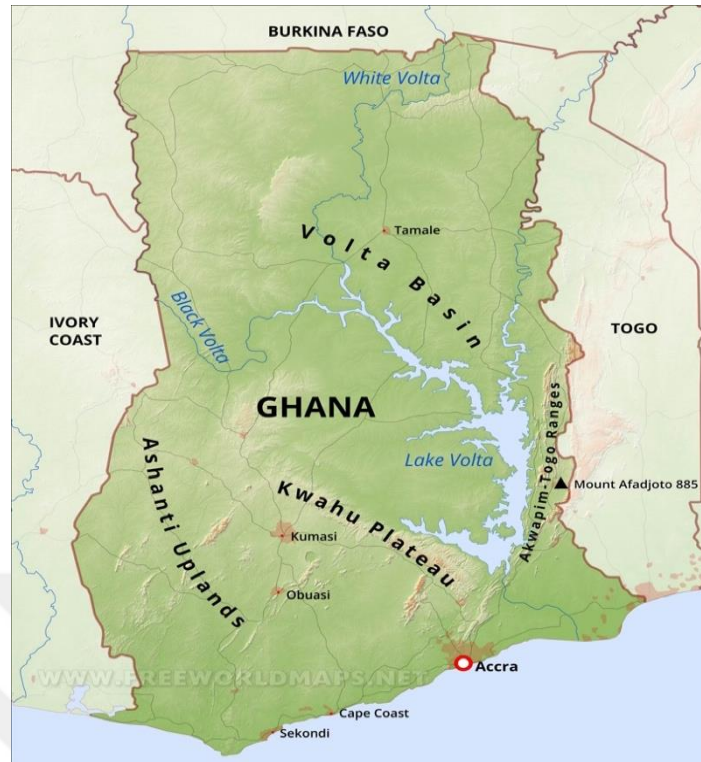 BURKINA FASO
White Volta
Tamale
Volta Basin
Black Volta
IVORY
COAST
TOGO
GHANA
Akwapim-Togo Ranges
Lake Volta
Mount Afadjoto 885
Ashanti Uplands
Kwahu Plateau
Kumasi
Obuasi
Accra
WWW.FREEWORLDMAPS.NET
Cape Coast
Sekondi